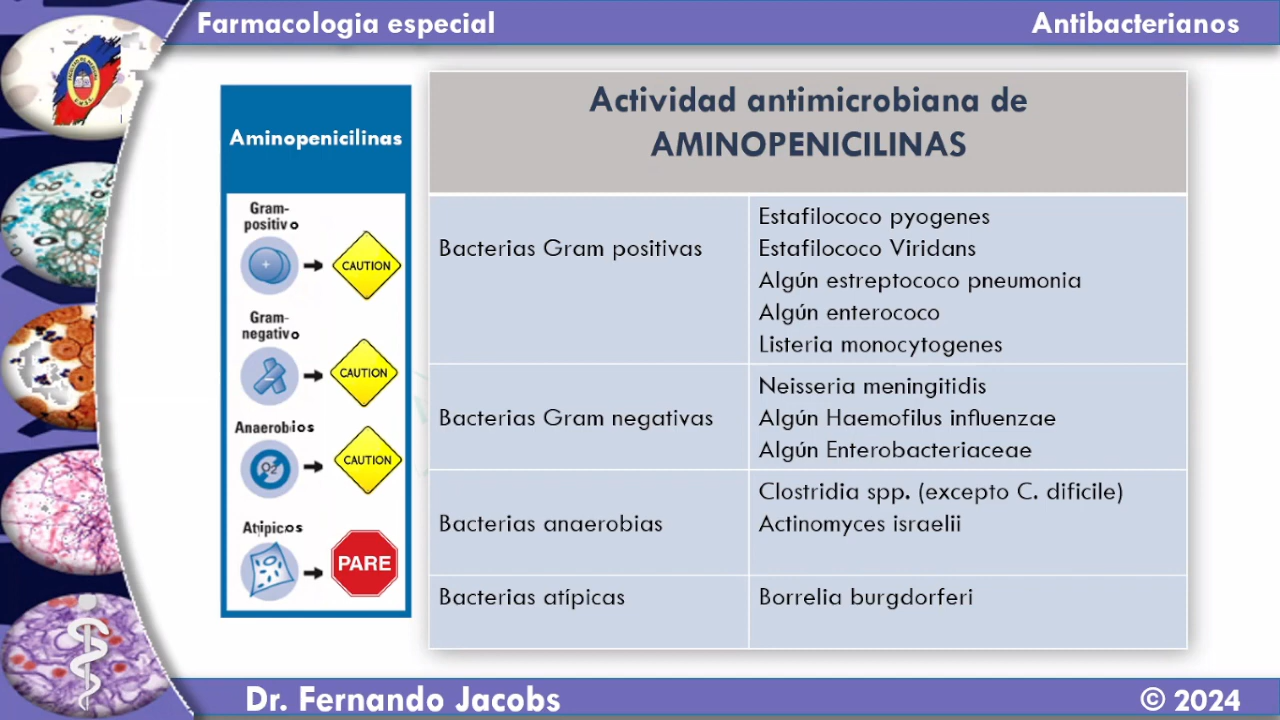 Farmacologia especial
Antibacterianos
Aminopenicilinas
Gram-
positivo
CAUTION
Gram-
negativo
CAUTION
Anaerobios
O2
CAUTION
Atipicos
PARE
Actividad antimicrobiana de
AMINOPENICILINAS
Bacterias Gram positivas
Estafilococo pyogenes
Estafilococo Viridans
Algún estreptococo pneumonia
Algún enterococo
Listeria monocytogenes
Bacterias Gram negativas
Neisseria meningitidis
Algún Haemofilus influenzae
Algún Enterobacteriaceae
Bacterias anaerobias
Clostridia spp. (excepto C. dificile)
Actinomyces israelii
Bacterias atípicas
Borrelia burgdorferi
Dr. Fernando Jacobs
© 2024